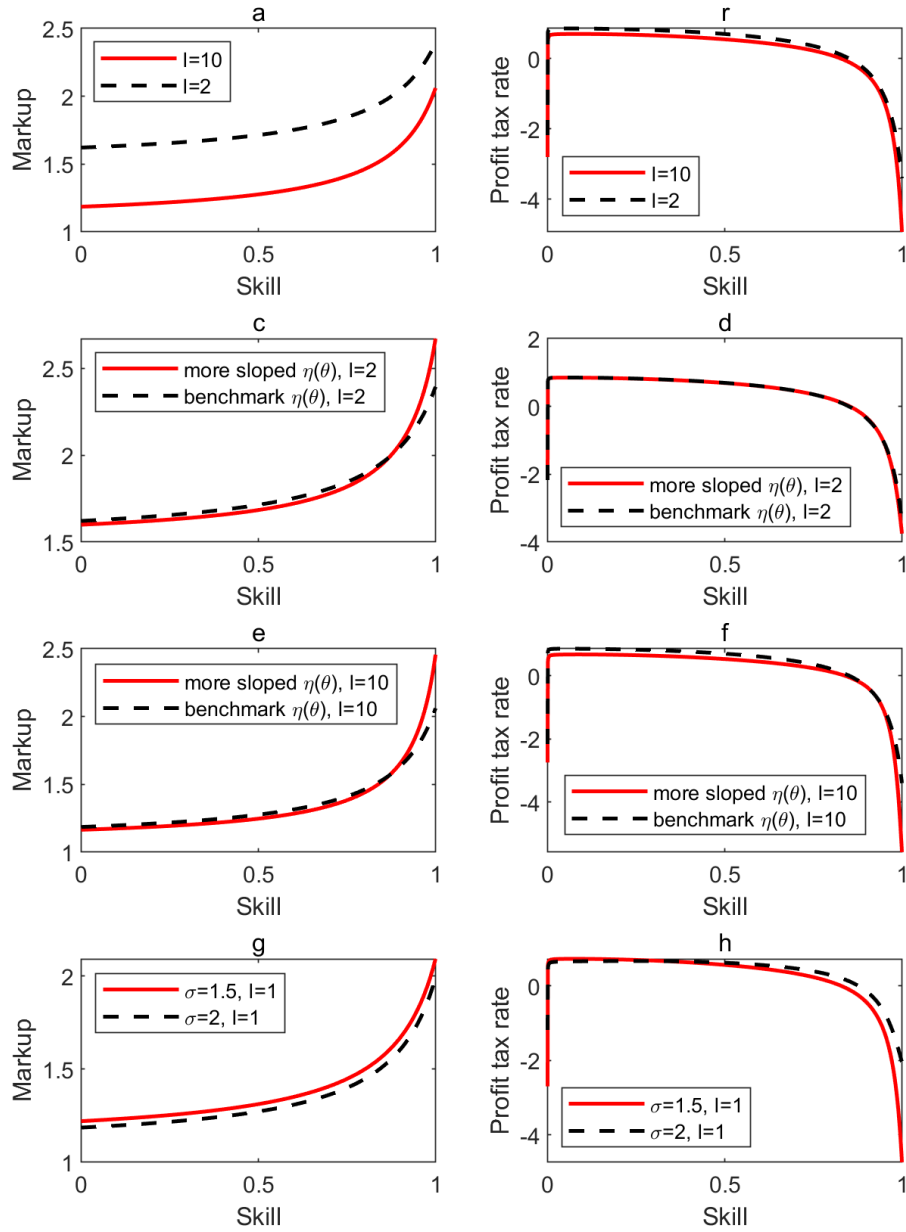 a
2.5
2
1.5
1
Markup
I=10
I=2
0
0.5
1
Skill
r
0
-2
-4
Profit tax rate
I=10
I=2
0
0.5
1
Skill
c
2.5
2
1.5
Markup
more sloped η(θ), I=2
benchmark η(θ), I=2
0
0.5
1
Skill
d
2
0
-2
-4
Profit tax rate
more sloped η(θ), I=2
benchmark η(θ), I=2
0
0.5
1
Skill
e
2.5
2
1.5
1
Markup
more sloped η(θ), I=10
benchmark η(θ), I=10
0
0.5
1
Skill
f
0
-2
-4
Profit tax rate
more sloped η(θ), I=10
benchmark η(θ), I=10
0
0.5
1
Skill
g
2
1.5
1
Markup
σ=1.5, I=1
σ=2, I=1
0
0.5
1
Skill
h
0
-2
-4
Profit tax rate
σ=1.5, I=1
σ=2, I=1
0
0.5
1
Skill